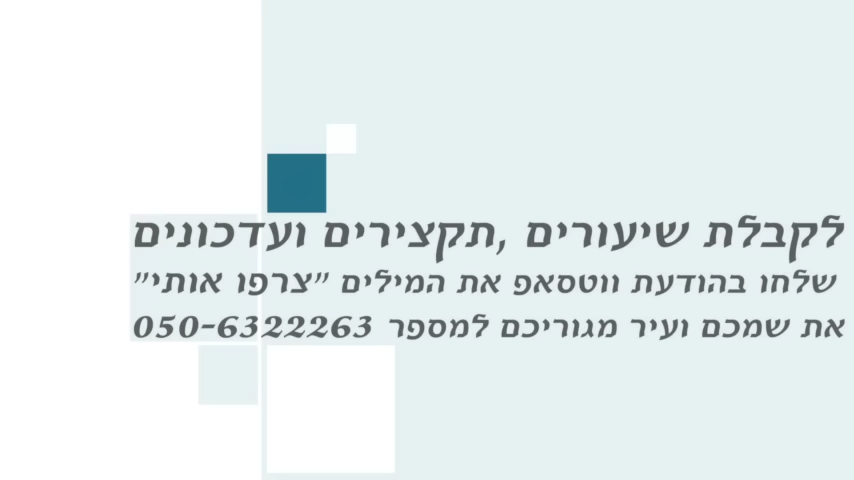 לקבלת שיעורים ,תקצירים ועדכונים
שלחו בהודעת ווטסאפ את המילים "צרפו אותי"
את שמכם ועיר מגוריכם למספר 050-6322263